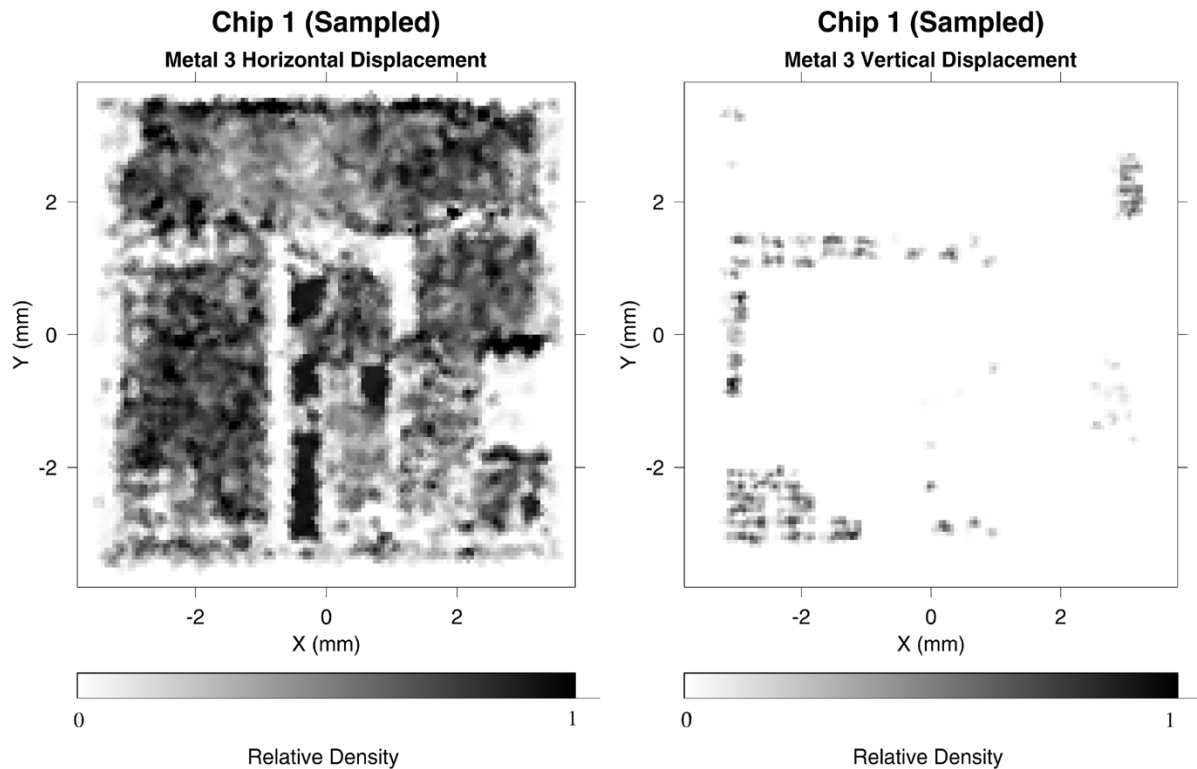 Chip 1 (Sampled)
Metal 3 Horizontal Displacement
2
0
-2
Y (mm)
-2 0 2
X (mm)
0 1
Relative Density
Chip 1 (Sampled)
Metal 3 Vertical Displacement
2
0
-2
Y (mm)
-2 0 2
X (mm)
0 1
Relative Density